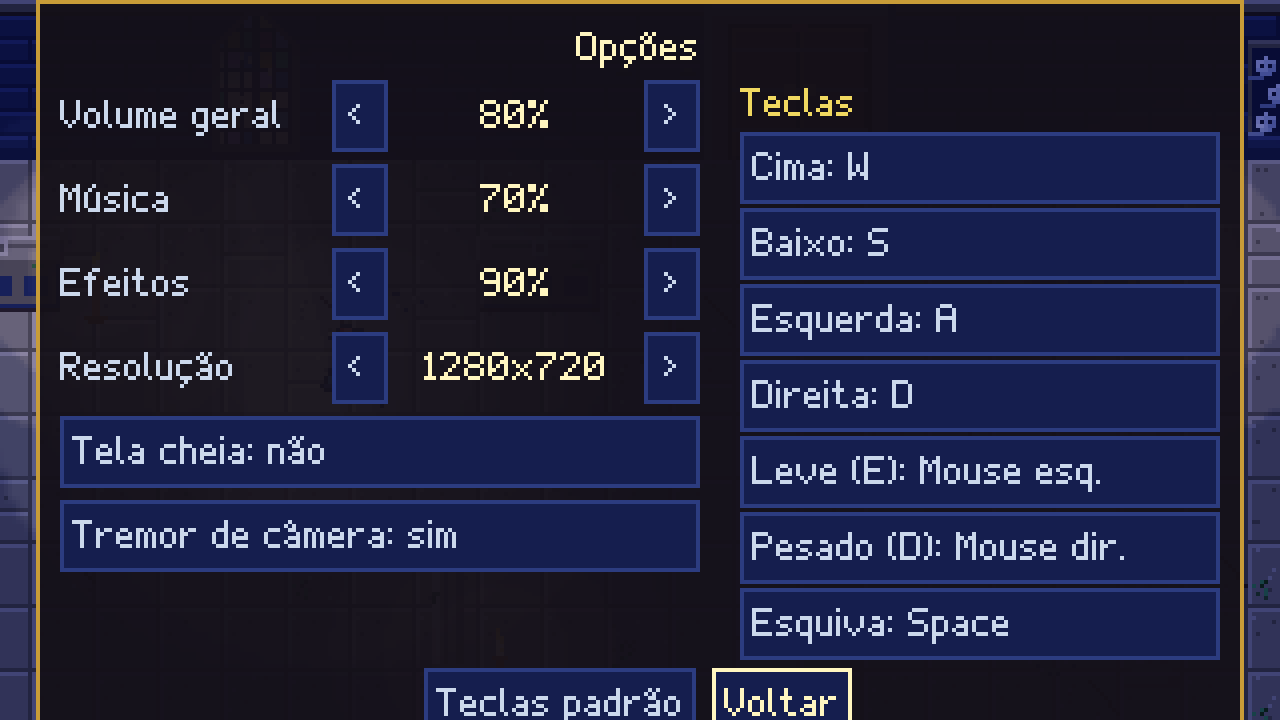 Opções
Volume geral < 80% >
Música < 70% >
Efeitos < 90% >
Resolução < 1280x720 >
Tela cheia: não
Tremor de câmera: sim
Teclas
Cima: W
Baixo: S
Esquerda: A
Direita: D
Leve (E): Mouse esq.
Pesado (D): Mouse dir.
Esquiva: Space
Teclas padrão
Voltar